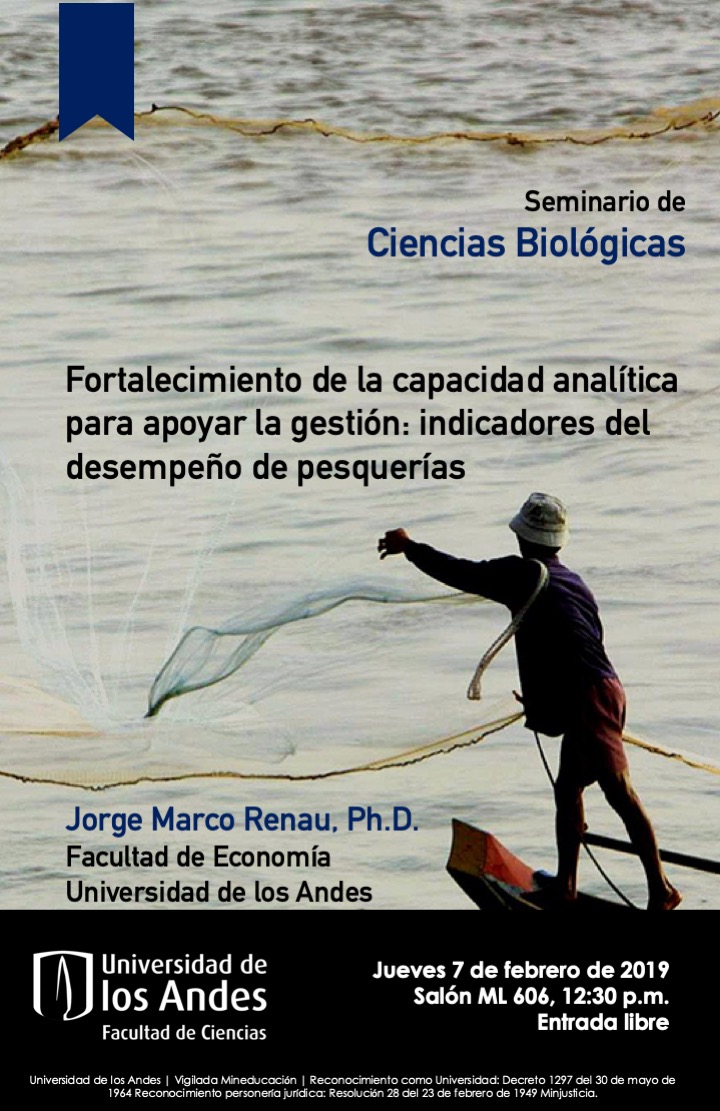 Seminario de
Ciencias Biológicas
Fortalecimiento de la capacidad analítica
para apoyar la gestión: indicadores del
desempeño de pesquerías
Jorge Marco Renau, Ph.D.
Facultad de Economía
Universidad de los Andes
Universidad de
los Andes
Facultad de Ciencias
Jueves 7 de febrero de 2019
Salón ML 606, 12:30 p.m.
Entrada libre
Universidad de los Andes | Vigilada Mineducación | Reconocimiento como Universidad: Decreto 1297 del 30 de mayo de
1964 Reconocimiento personería jurídica: Resolución 28 del 23 de febrero de 1949 Minjusticia.